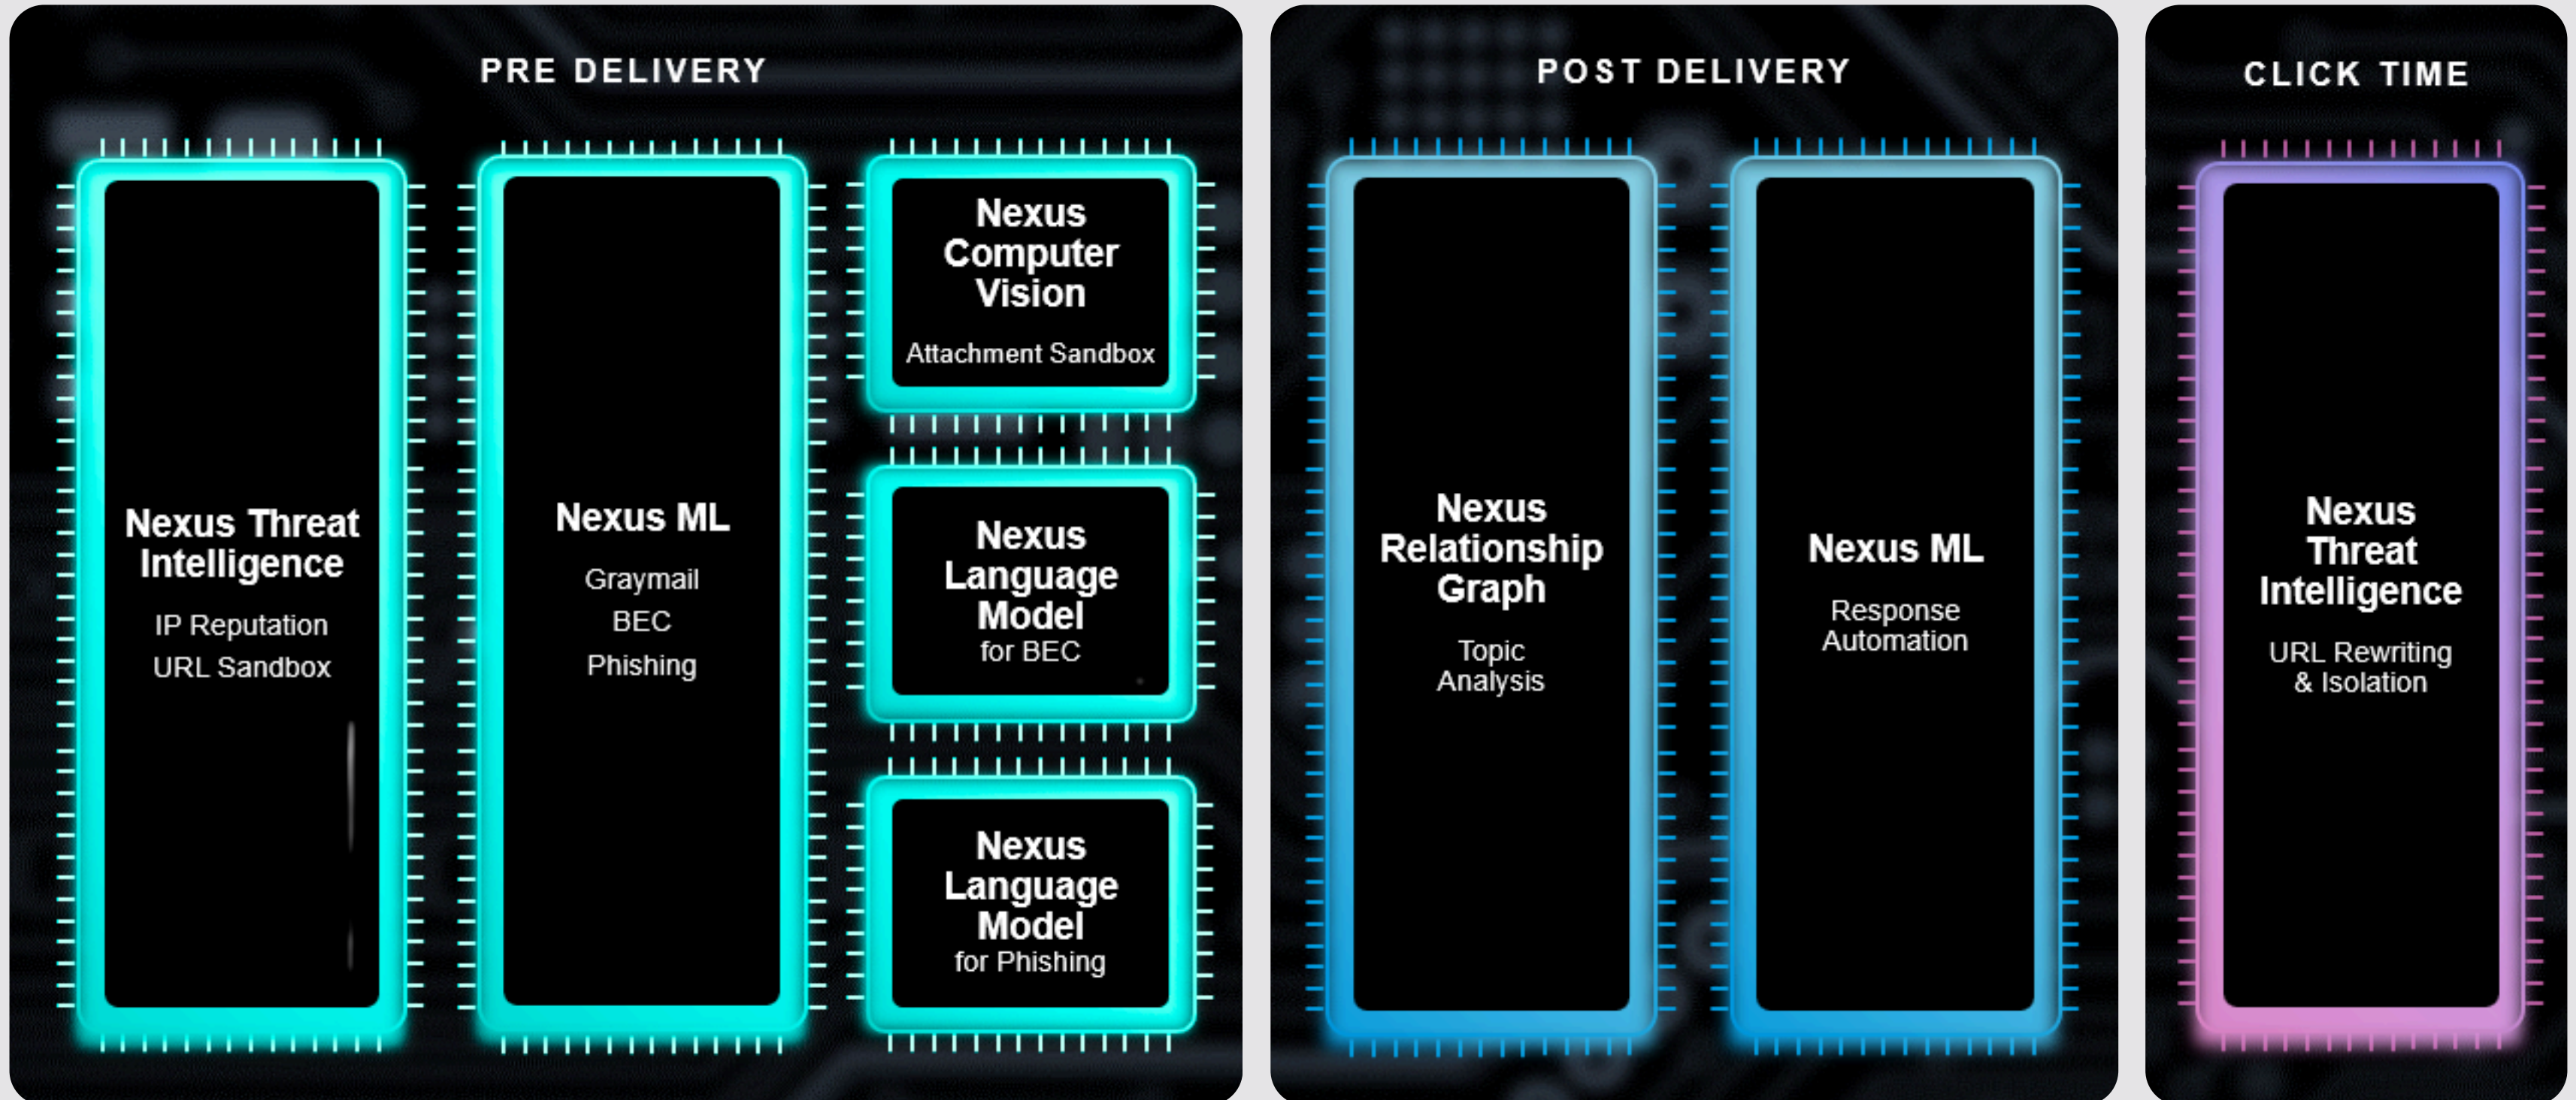 PRE DELIVERY
Nexus Threat
Intelligence
IP Reputation
URL Sandbox
Nexus ML
Graymail
BEC
Phishing
Nexus
Computer
Vision
Attachment Sandbox
Nexus
Language
Model
for BEC
Nexus
Language
Model
for Phishing
POST DELIVERY
Nexus
Relationship
Graph
Topic
Analysis
Nexus ML
Response
Automation
CLICK TIME
Nexus
Threat
Intelligence
URL Rewriting
& Isolation